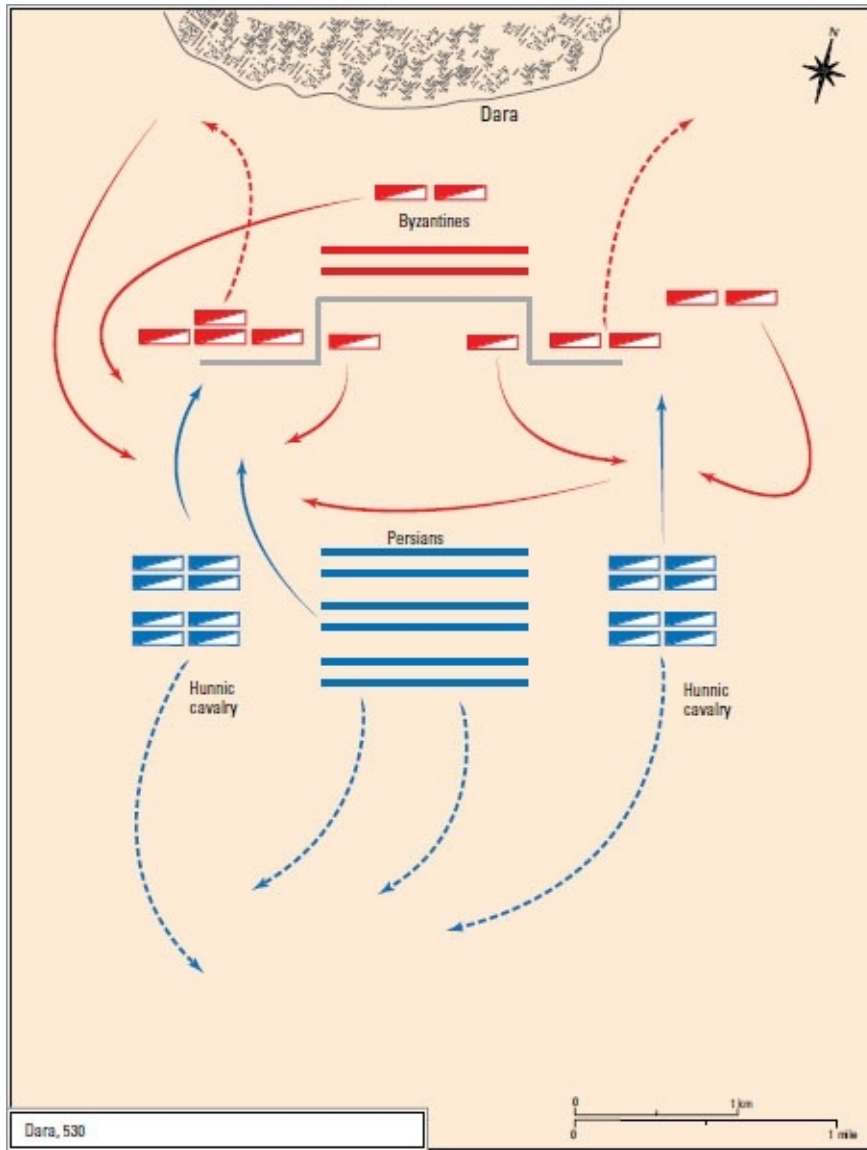 N
Dara
Byzantines
Persians
Hunnic
cavalry
Hunnic
cavalry
0 1 km
0 1 mile
Dara, 530